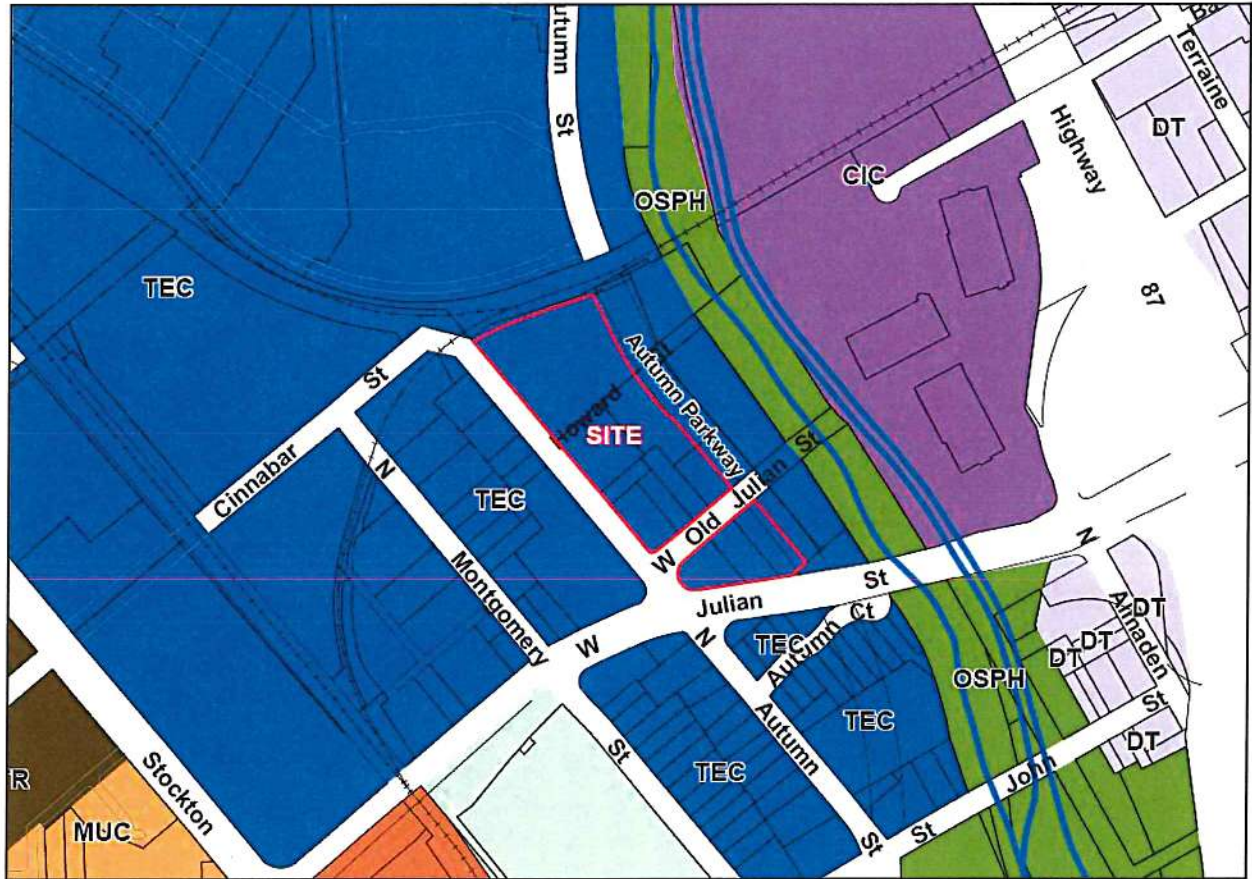 utumn
St
Ba
Terraine
DT
Highway
CIC
OSPH
TEC
87
Autumn Parkway
St
Howard
SITE
St
Cinnabar
N
TEC
Old Julian
W
N
Montgomery
St
Julian
Ct
Almaden
DT
W
N
TEC
Autumn
DT
DT
OSPH
St
TEC
Autumn
DT
Stockton
St
TEC
John
R
St
St
MUC